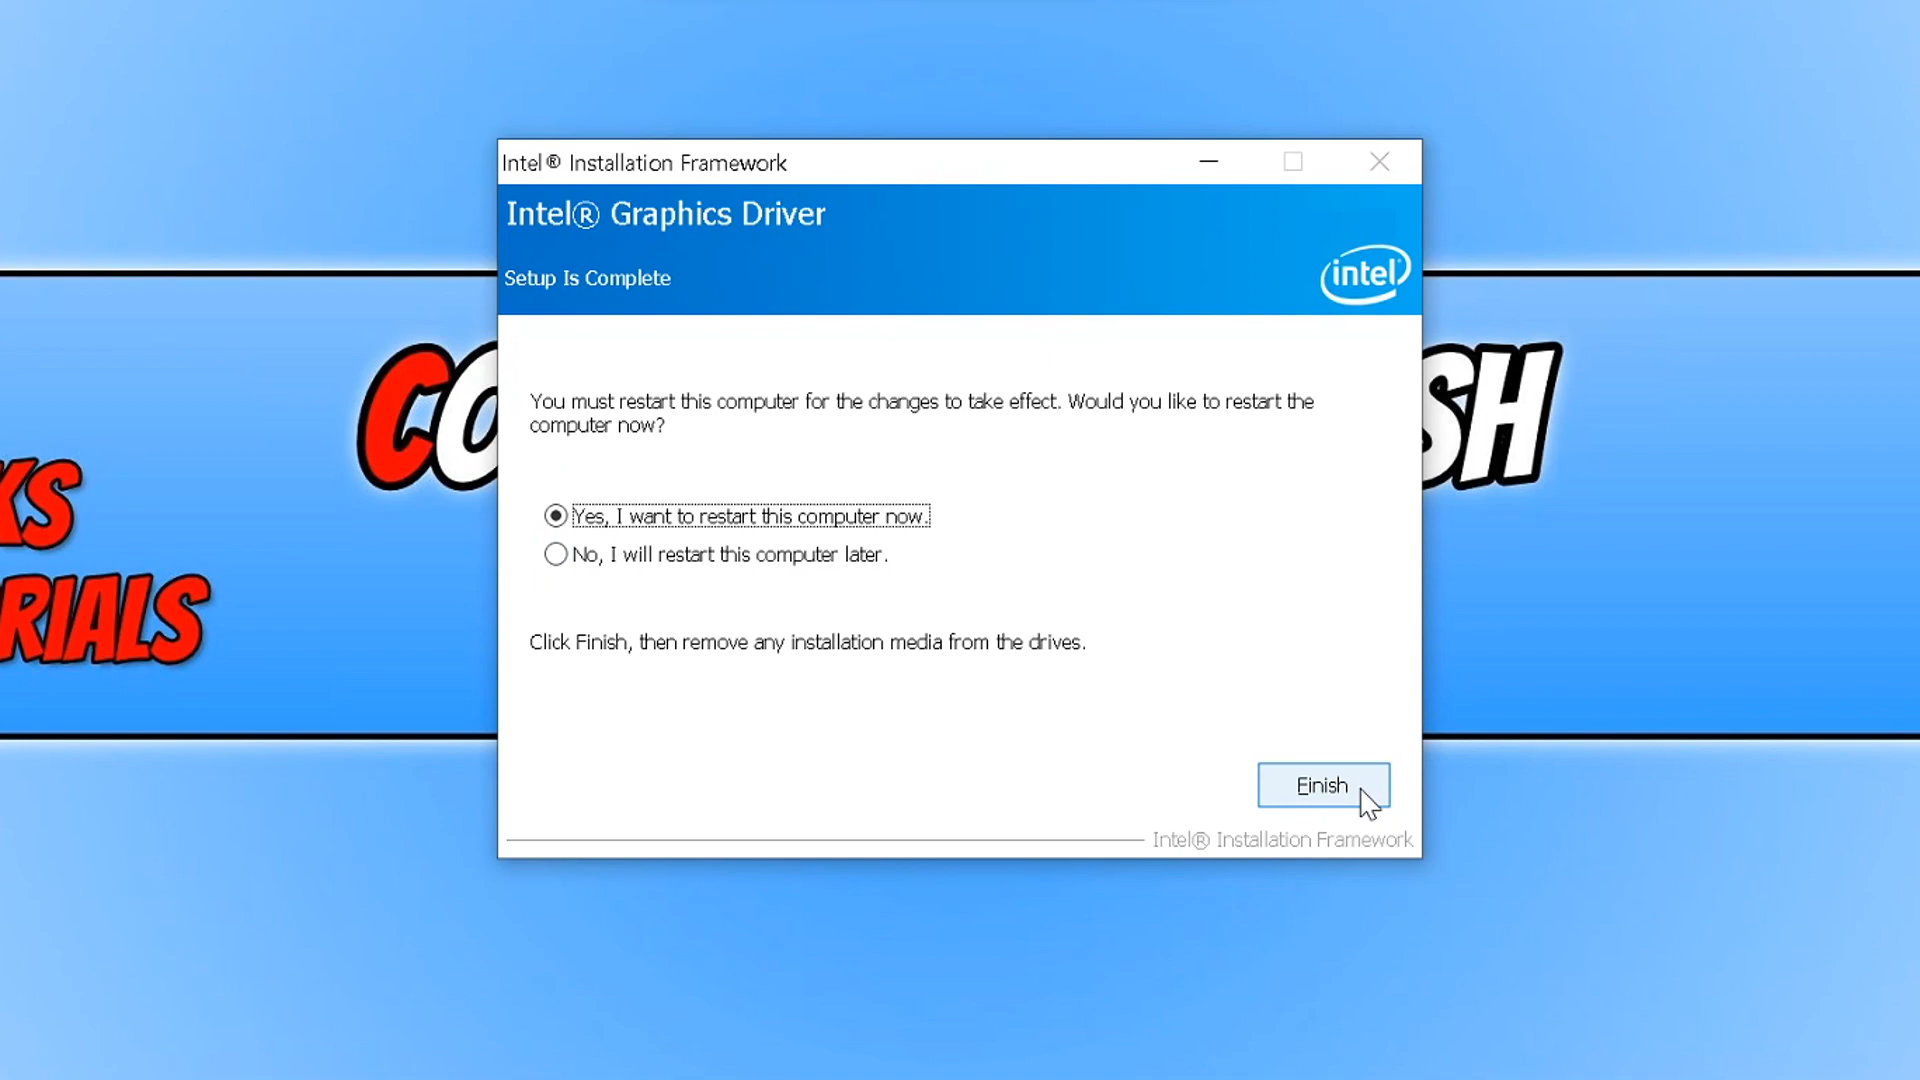 Intel® Installation Framework
Intel® Graphics Driver
Setup Is Complete
intel
You must restart this computer for the changes to take effect. Would you like to restart the
computer now?
Yes, I want to restart this computer now.
No, I will restart this computer later.
Click Finish, then remove any installation media from the drives.
Finish
Intel® Installation Framework